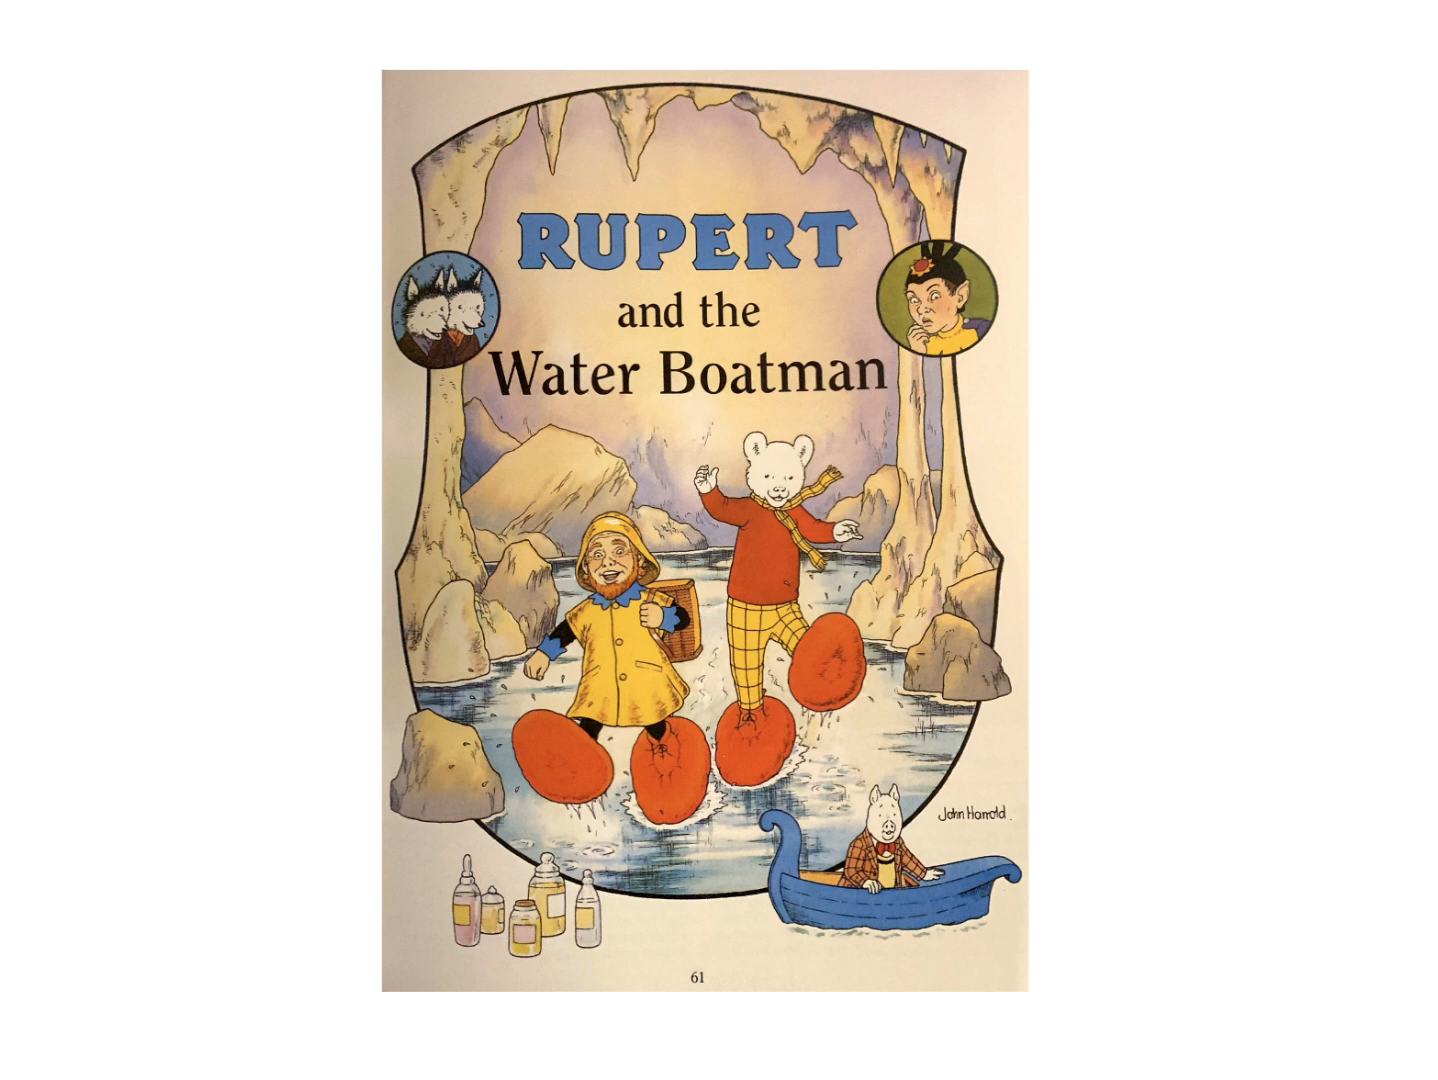 RUPERT
and the
Water Boatman
John Harrold.
61